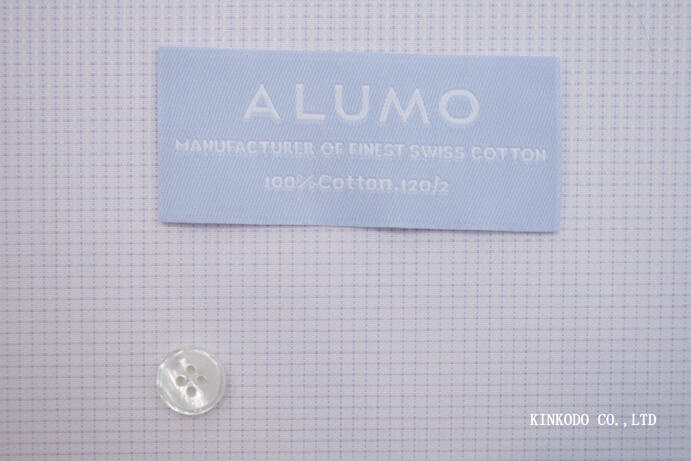 ALUMO
MANUFACTURER OF FINEST SWISS COTTON
100%Cotton,120/2
KINKODO CO.,LTD